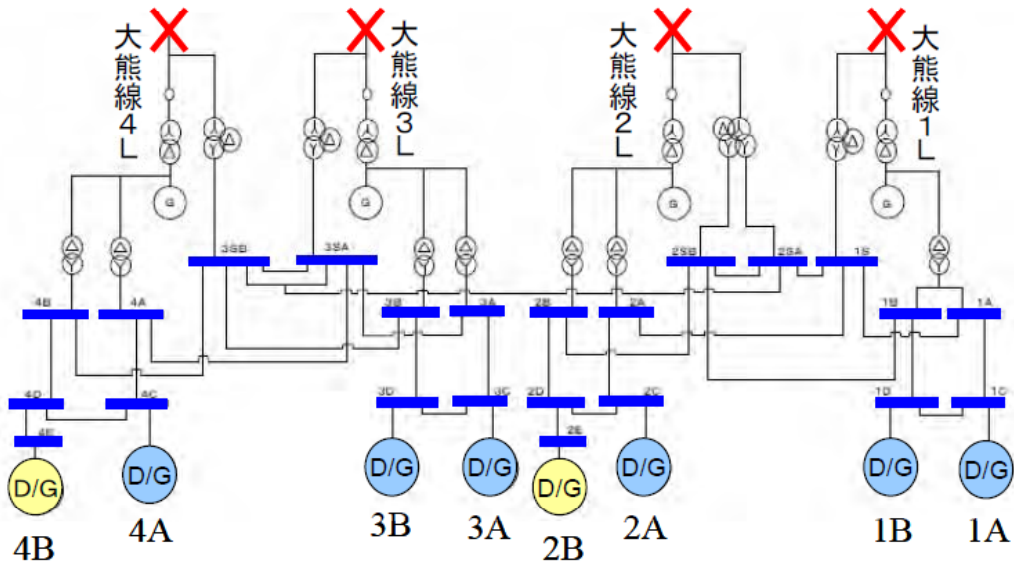 大熊線4L
大熊線3L
大熊線2L
大熊線1L
G
G
G
G
3SB
3SA
2SB
2SA
1S
4B
4A
3B
3A
2B
2A
1B
1A
4D
4C
3D
3C
2D
2C
1D
1C
4E
2E
D/G
D/G
D/G
D/G
D/G
D/G
D/G
D/G
4B
4A
3B
3A
2B
2A
1B
1A